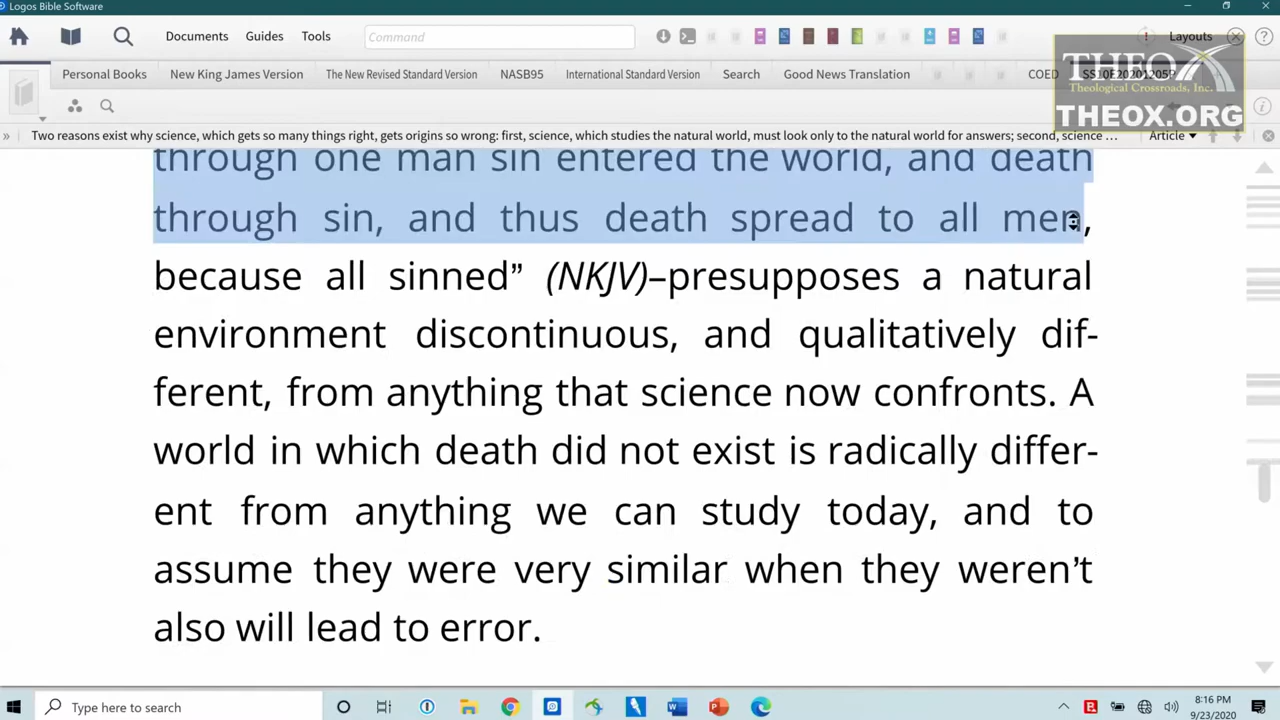 Logos Bible Software
Documents Guides Tools Command Layouts
THEOX
Theological Crossroads, Inc.
THEOX.ORG
Personal Books New King James Version The New Revised Standard Version NASB95 International Standard Version Search Good News Translation COED SS10E20201205P
» Two reasons exist why science, which gets so many things right, gets origins so wrong: first, science, which studies the natural world, must look only to the natural world for answers; second, science ... Article
through one man sin entered the world, and death
through sin, and thus death spread to all men,
because all sinned” (NKJV)–presupposes a natural
environment discontinuous, and qualitatively dif-
ferent, from anything that science now confronts. A
world in which death did not exist is radically differ-
ent from anything we can study today, and to
assume they were very similar when they weren’t
also will lead to error.
Type here to search
8:16 PM
9/23/2020